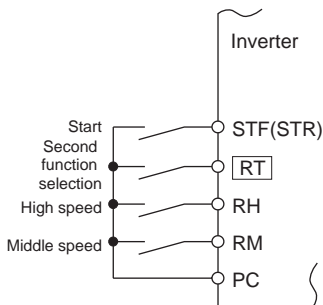 Inverter
Start
STF(STR)
Second
function
selection
RT
High speed
RH
Middle speed
RM
PC